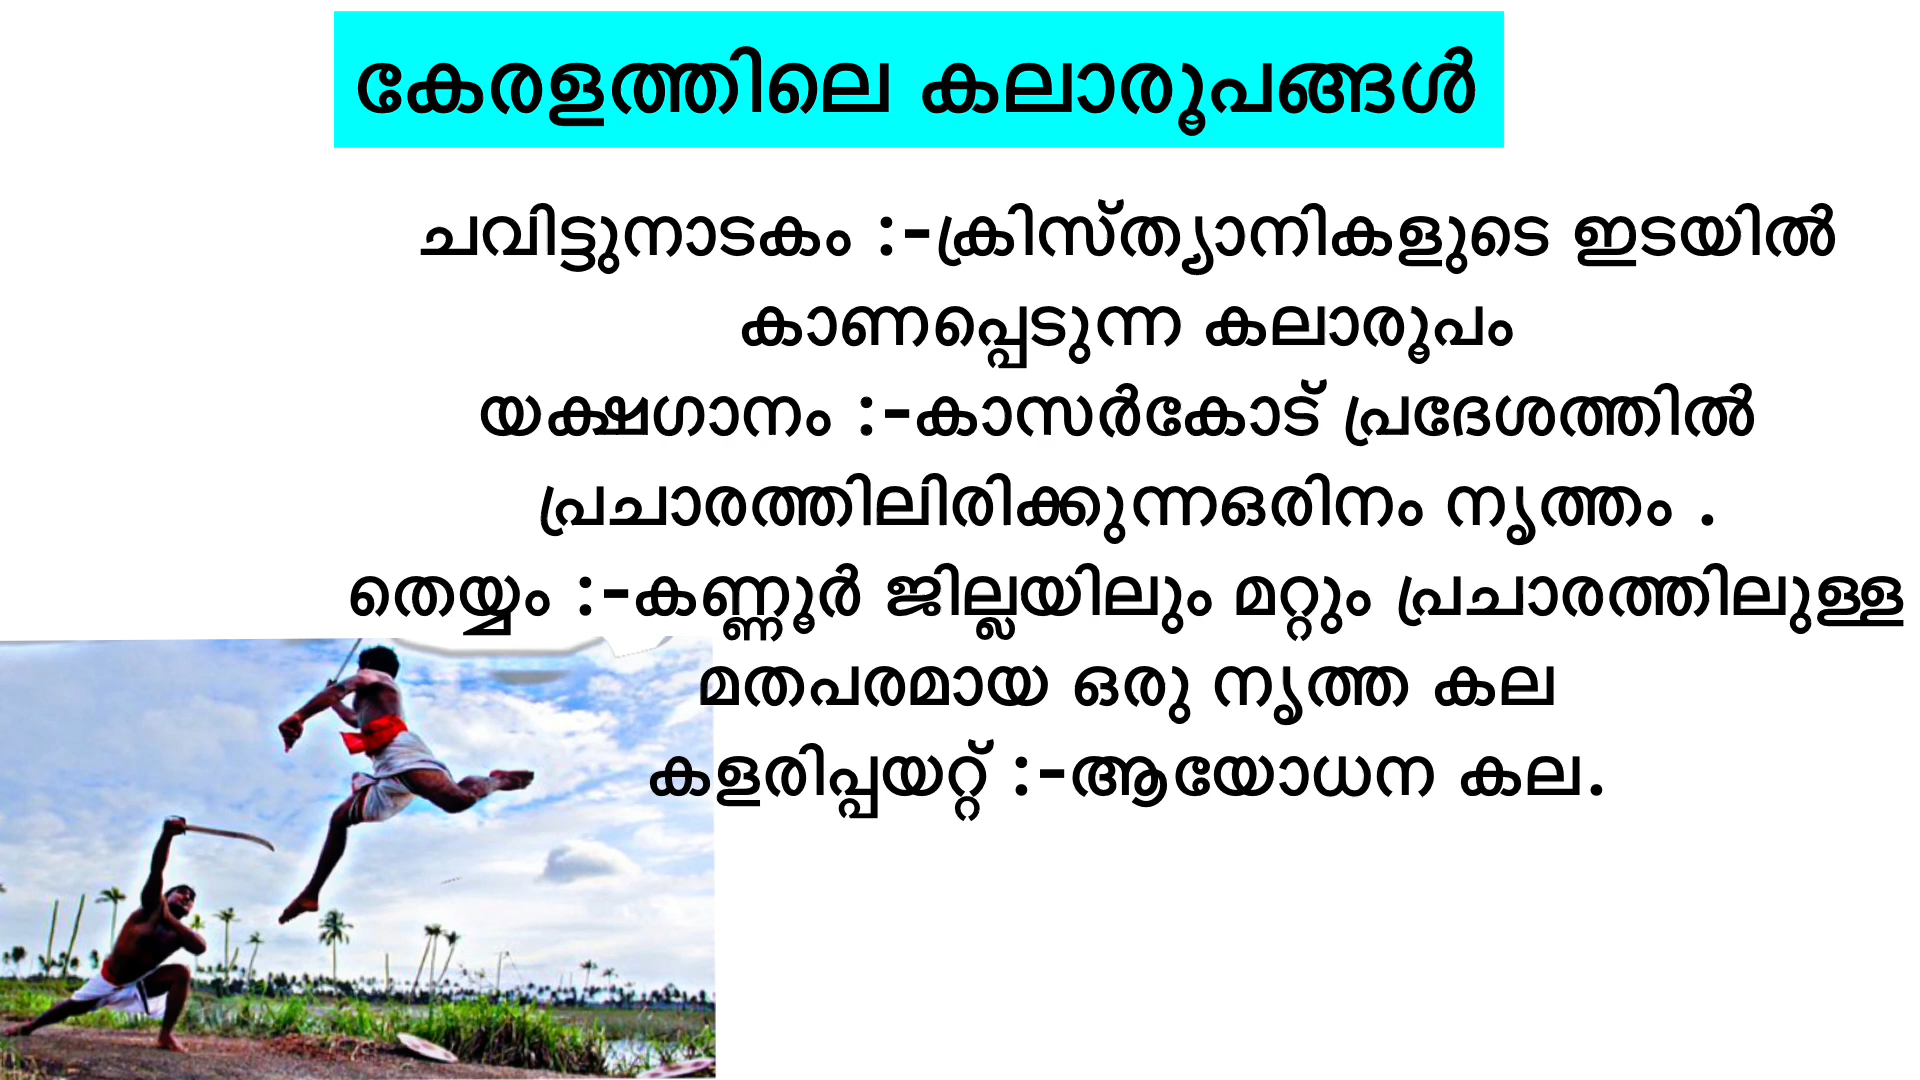 കേരളത്തിലെ കലാരൂപങ്ങൾ
ചവിട്ടുനാടകം :-ക്രിസ്ത്യാനികളുടെ ഇടയിൽ
കാണപ്പെടുന്ന കലാരൂപം
യക്ഷഗാനം :-കാസർകോട് പ്രദേശത്തിൽ
പ്രചാരത്തിലിരിക്കുന്നഒരിനം നൃത്തം .
തെയ്യം :-കണ്ണൂർ ജില്ലയിലും മറ്റും പ്രചാരത്തിലുള്ള
മതപരമായ ഒരു നൃത്ത കല
കളരിപ്പയറ്റ് :-ആയോധന കല.